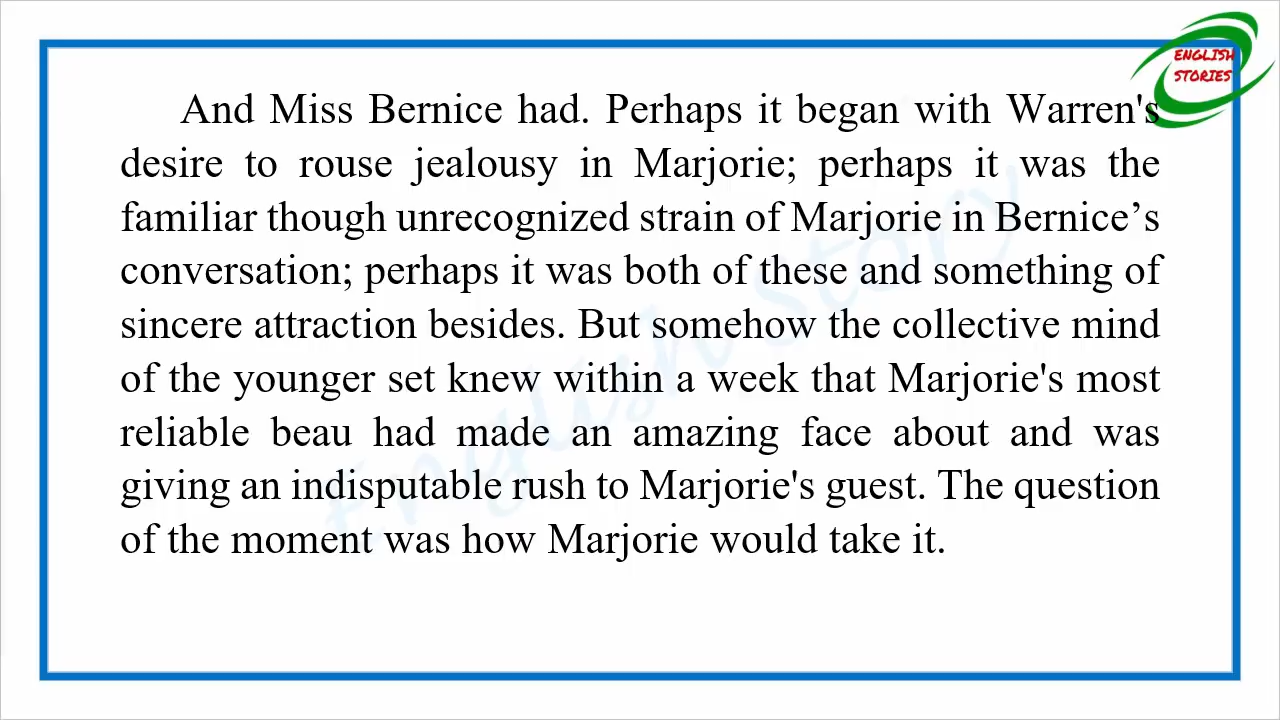 ENGLISH
STORIES
And Miss Bernice had. Perhaps it began with Warren's
desire to rouse jealousy in Marjorie; perhaps it was the
familiar though unrecognized strain of Marjorie in Bernice’s
conversation; perhaps it was both of these and something of
sincere attraction besides. But somehow the collective mind
of the younger set knew within a week that Marjorie's most
reliable beau had made an amazing face about and was
giving an indisputable rush to Marjorie's guest. The question
of the moment was how Marjorie would take it.
English Story